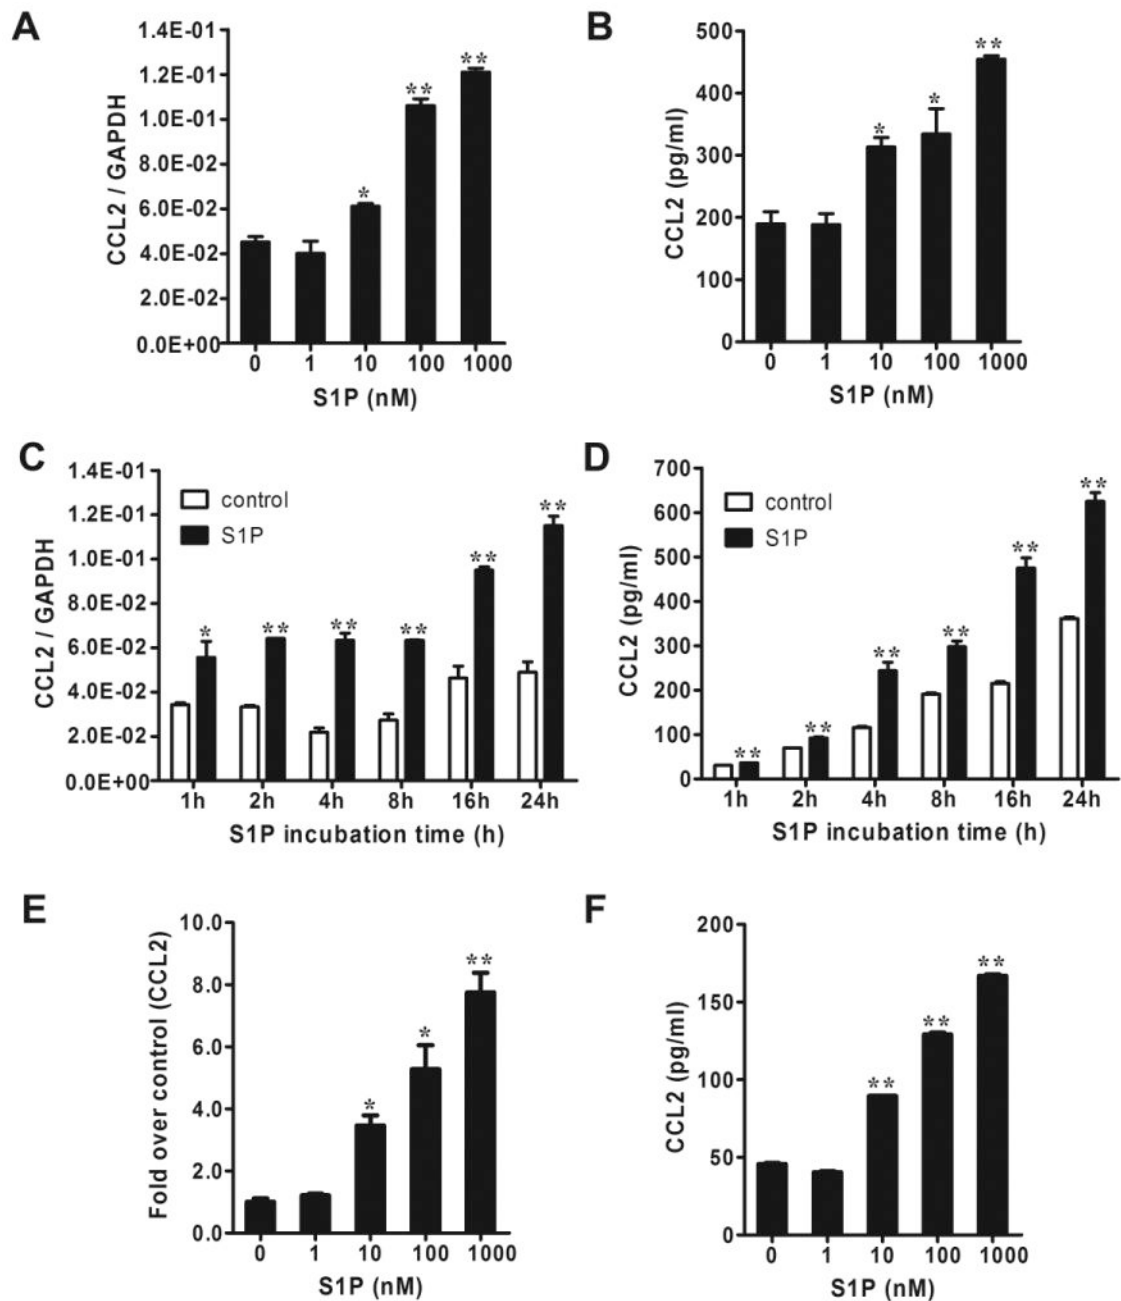 A
1.4E-01
1.2E-01
1.0E-01
8.0E-02
6.0E-02
4.0E-02
2.0E-02
0.0E+00
CCL2 / GAPDH
*
**
**
0 1 10 100 1000
S1P (nM)
B
500
400
300
200
100
0
CCL2 (pg/ml)
*
*
**
0 1 10 100 1000
S1P (nM)
C
1.4E-01
1.2E-01
1.0E-01
8.0E-02
6.0E-02
4.0E-02
2.0E-02
0.0E+00
CCL2 / GAPDH
control
S1P
*
**
**
**
**
**
1h 2h 4h 8h 16h 24h
S1P incubation time (h)
D
700
600
500
400
300
200
100
0
CCL2 (pg/ml)
control
S1P
**
**
**
**
**
**
1h 2h 4h 8h 16h 24h
S1P incubation time (h)
E
10.0
8.0
6.0
4.0
2.0
0.0
Fold over control (CCL2)
*
*
**
0 1 10 100 1000
S1P (nM)
F
200
150
100
50
0
CCL2 (pg/ml)
**
**
**
0 1 10 100 1000
S1P (nM)